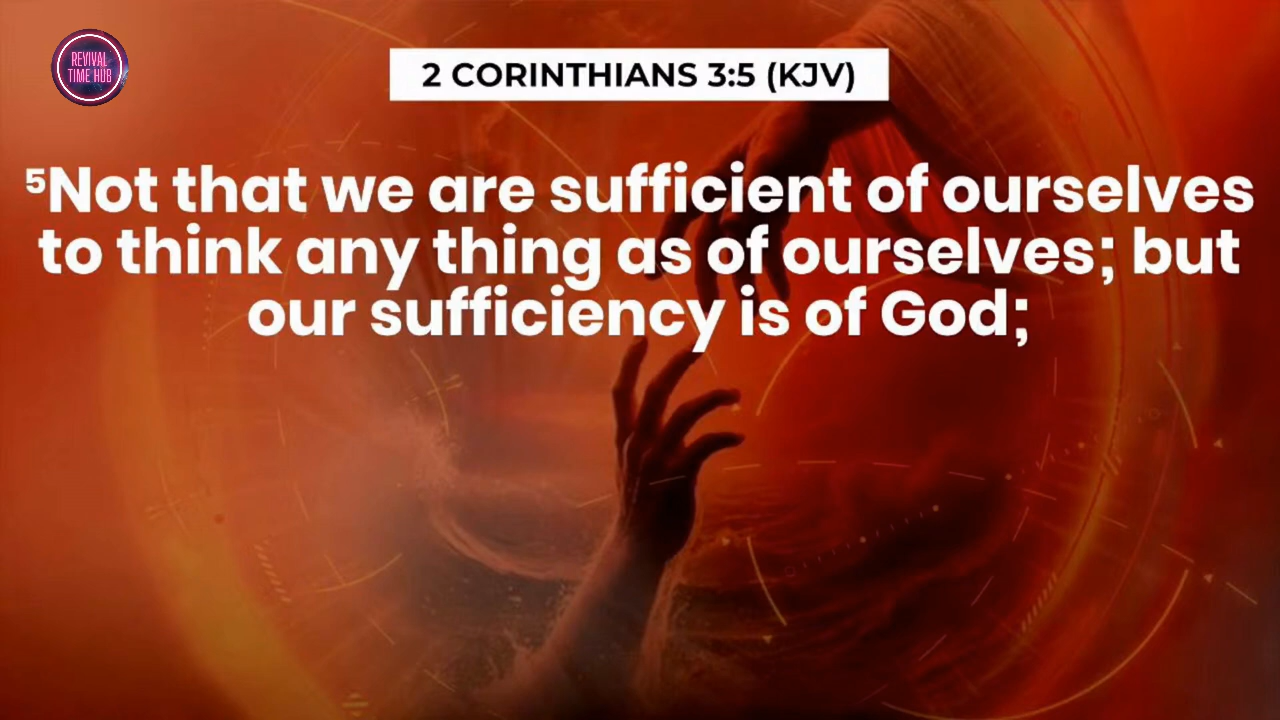 REVIVAL
TIME HUB
2 CORINTHIANS 3:5 (KJV)
⁵Not that we are sufficient of ourselves
to think any thing as of ourselves; but
our sufficiency is of God;